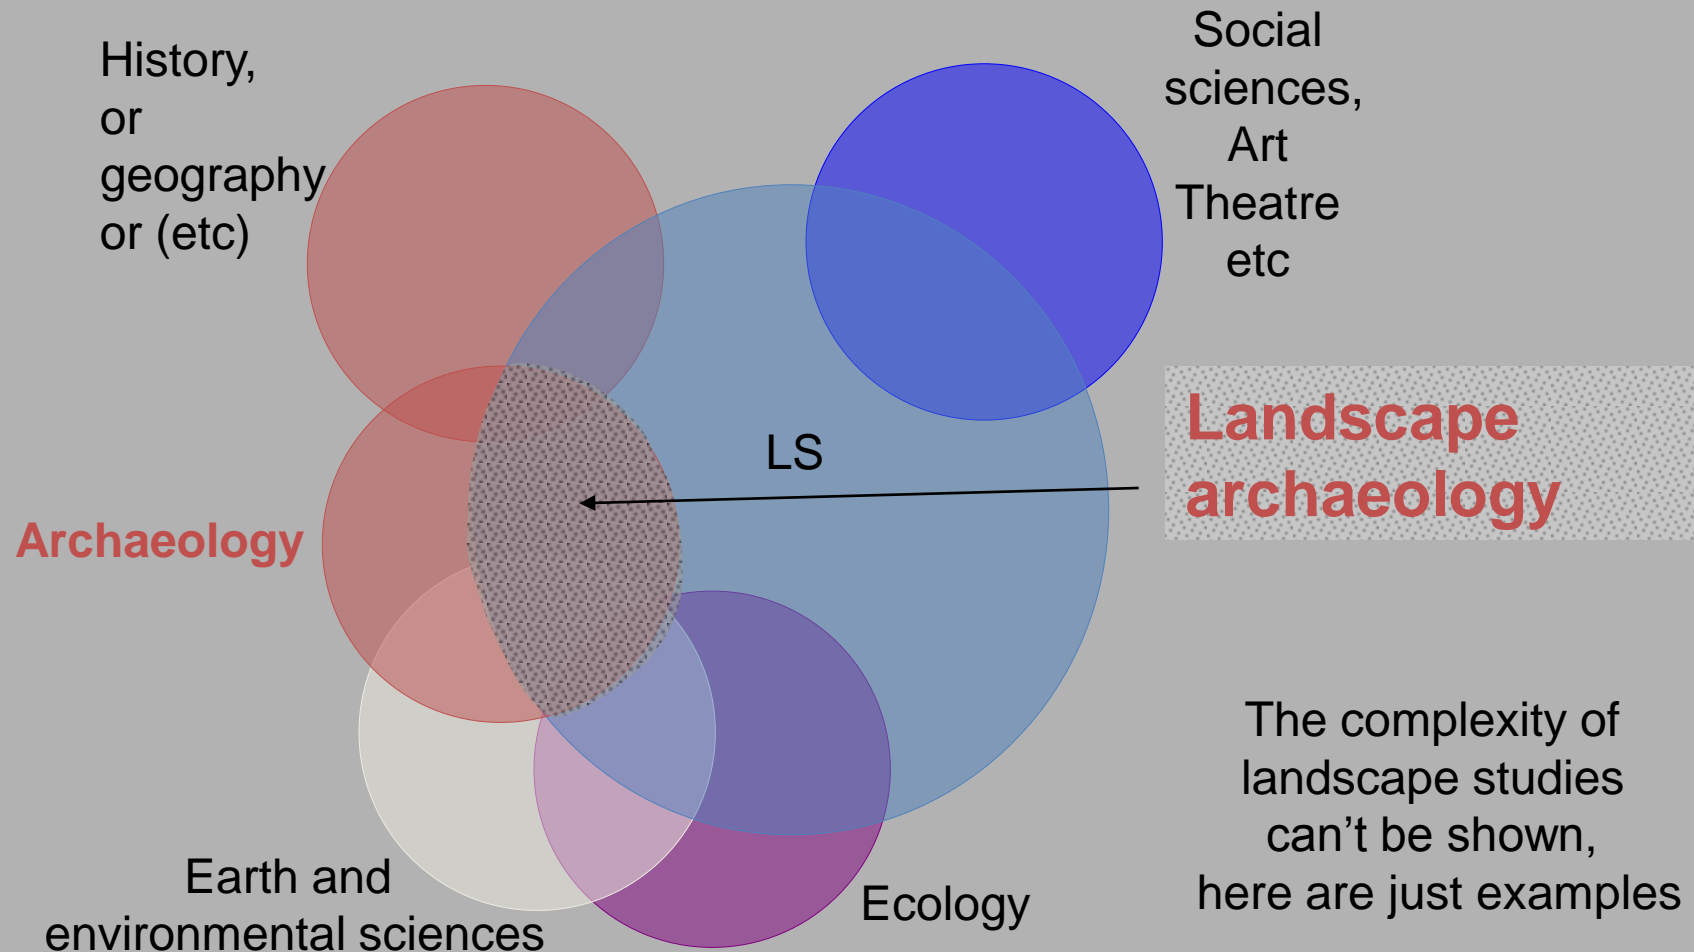 History,
or
geography
or (etc)
Social
sciences,
Art
Theatre
etc
LS
Landscape
archaeology
Archaeology
The complexity of
landscape studies
can’t be shown,
here are just examples
Earth and
environmental sciences
Ecology